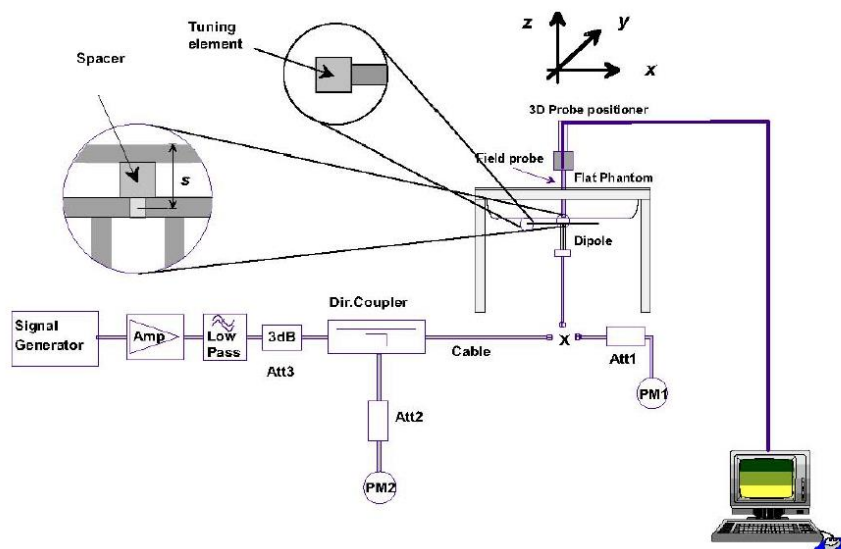 Tuning
element
Spacer
z
y
x
3D Probe positioner
Field probe
Flat Phantom
s
Dipole
Dir.Coupler
Signal
Generator
Amp
Low
Pass
3dB
Att3
Cable
X
Att1
PM1
Att2
PM2